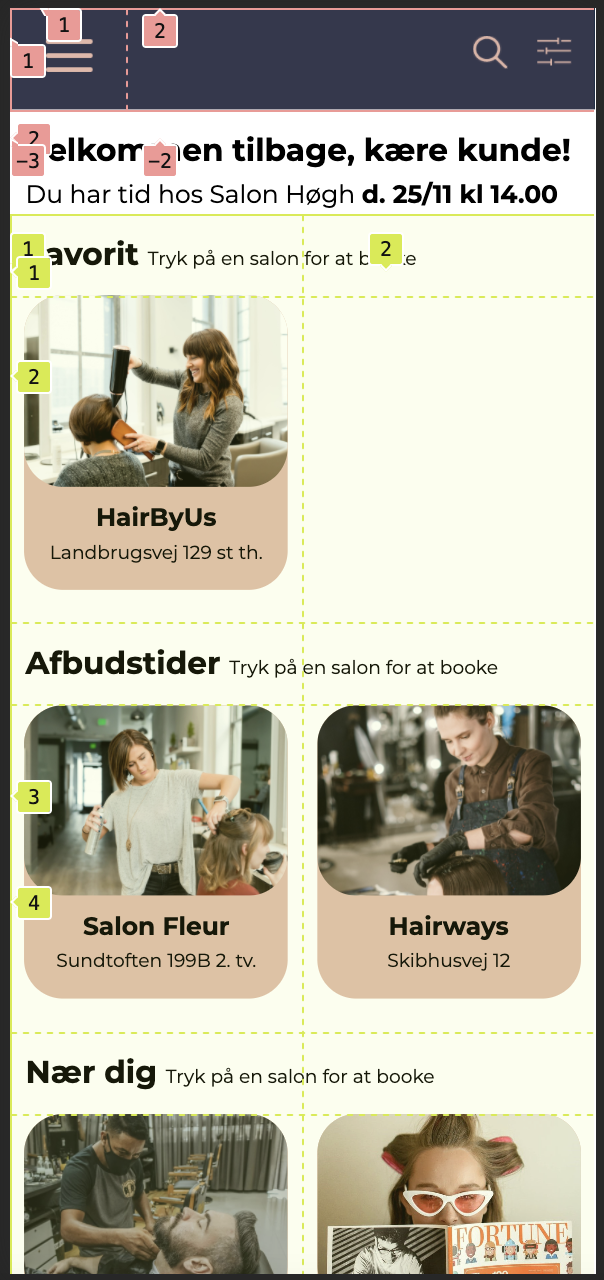 1
2
1
2
elkommen tilbage, kære kunde!
-3
–2
Du har tid hos Salon Høgh d. 25/11 kl 14.00
1
avorit Tryk på en salon for at b te
2
1
2
HairByUs
Landbrugsvej 129 st th.
Afbudstider Tryk på en salon for at booke
3
4
Salon Fleur
Sundtoften 199B 2. tv.
Hairways
Skibhusvej 12
Nær dig Tryk på en salon for at booke
FORTUNE